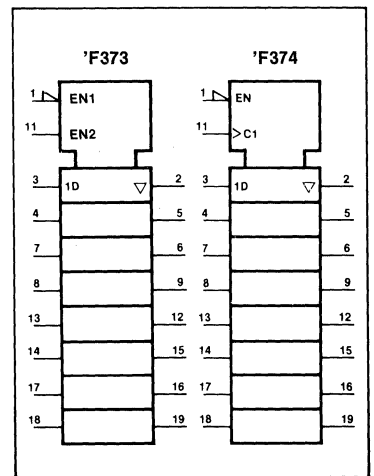 'F373 'F374
1 EN1 1 EN
11 EN2 11 C1
3 1D 2 3 1D 2
4 5 4 5
7 6 7 6
8 9 8 9
13 12 13 12
14 15 14 15
17 16 17 16
18 19 18 19